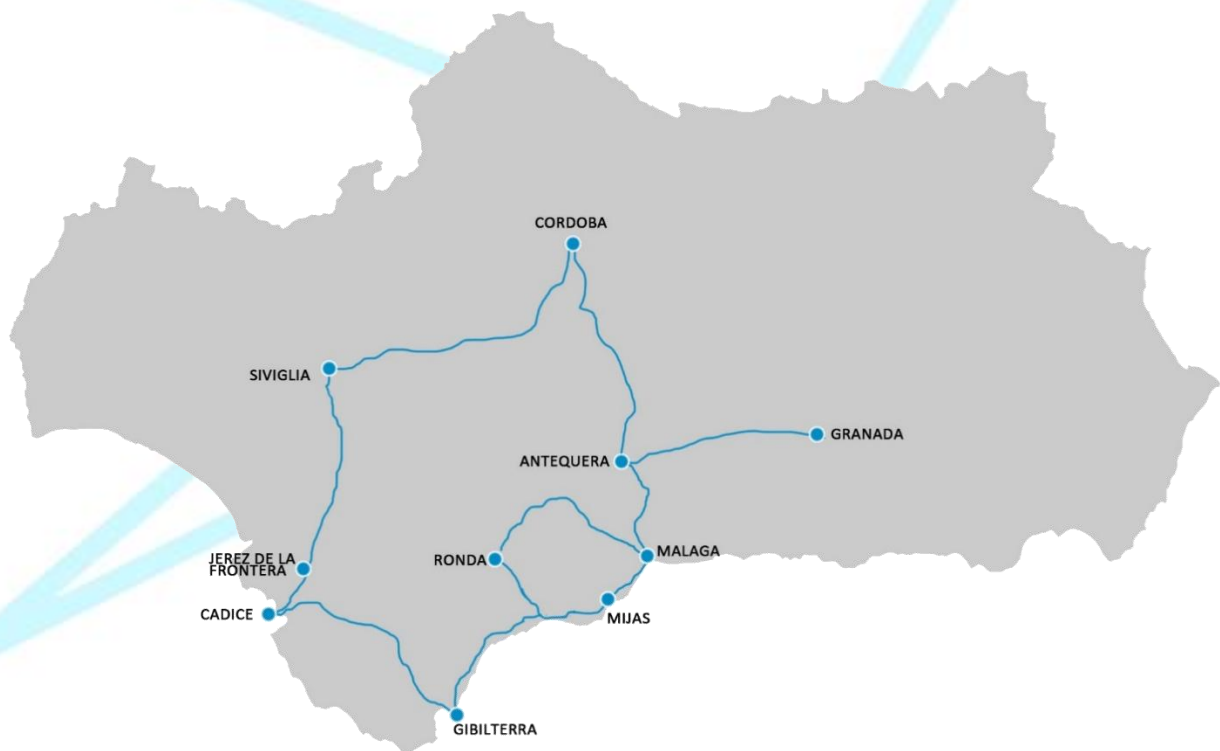 CORDOBA
SIVIGLIA
GRANADA
ANTEQUERA
JEREZ DE LA
FRONTERA
RONDA
MALAGA
CADICE
MIJAS
GIBILTERRA